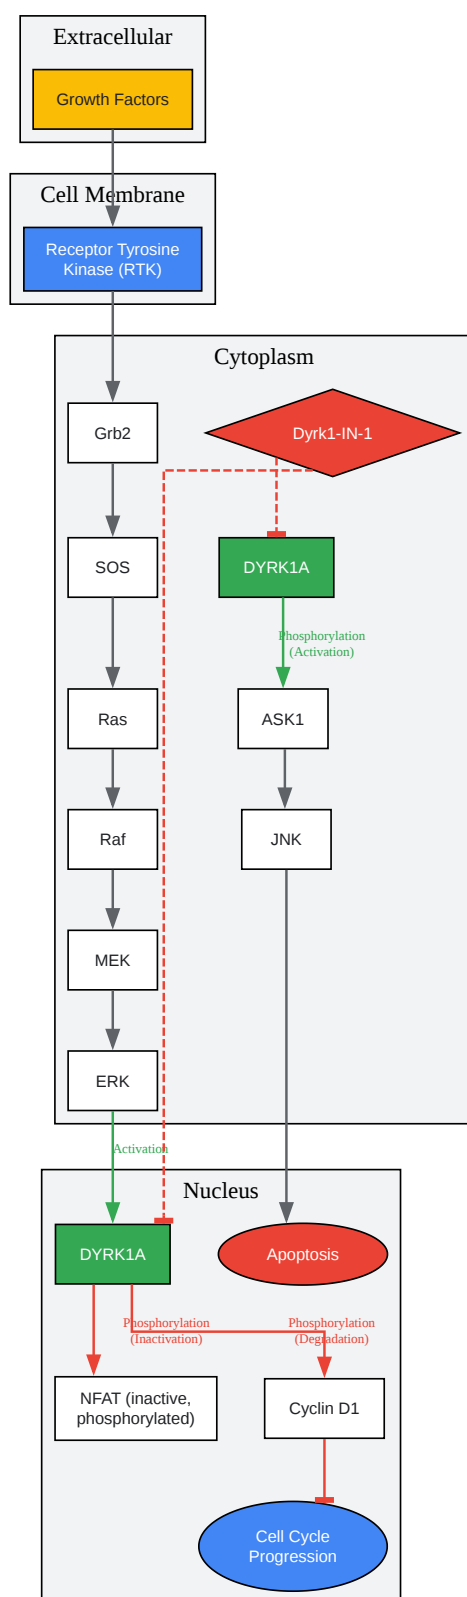 Extracellular
Growth Factors
Cell Membrane
Receptor Tyrosine
Kinase (RTK)
Cytoplasm
Grb2
Dyrk1-IN-1
SOS
DYRK1A
Phosphorylation
(Activation)
Ras
ASK1
Raf
JNK
MEK
ERK
Activation
Nucleus
DYRK1A
Apoptosis
Phosphorylation
(Inactivation)
Phosphorylation
(Degradation)
NFAT (inactive,
phosphorylated)
Cyclin D1
Cell Cycle
Progression